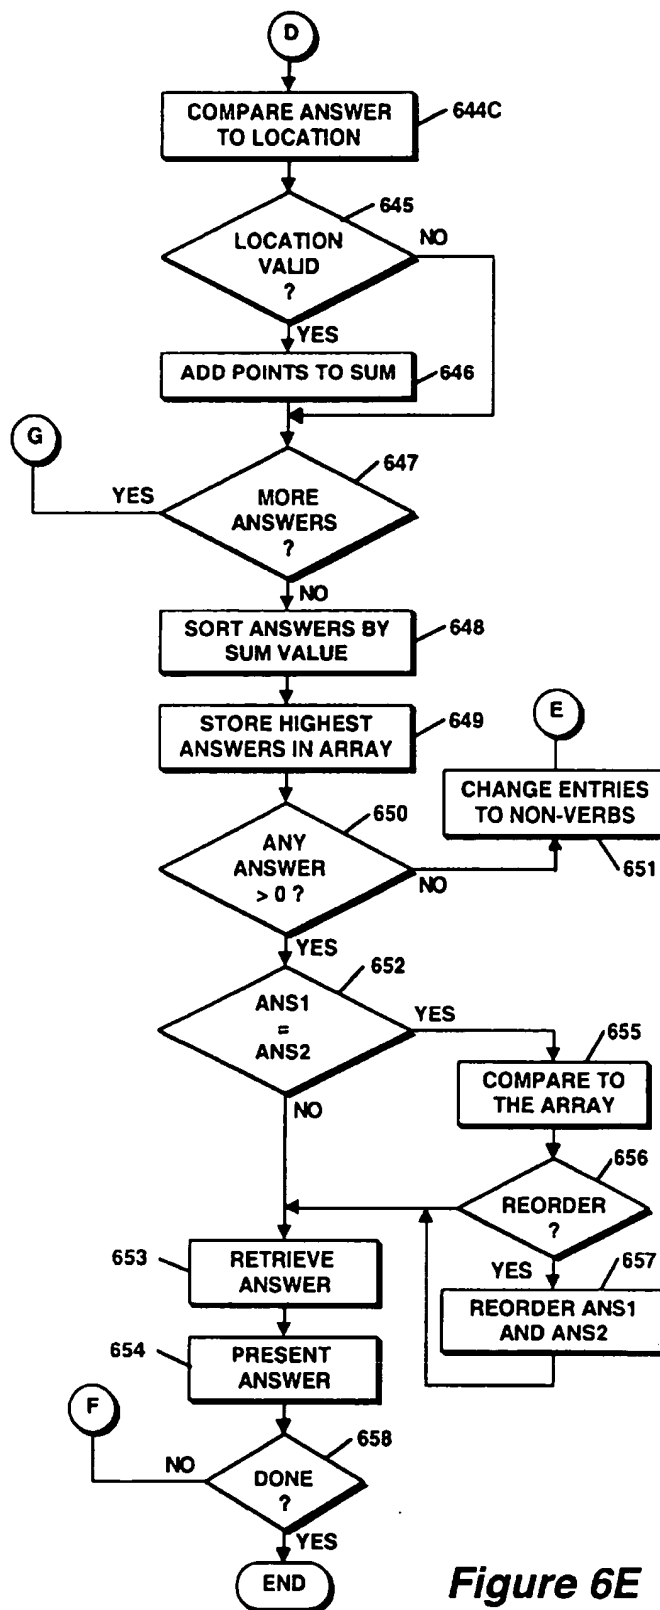 D
COMPARE ANSWER
TO LOCATION
644C
645
LOCATION
VALID
?
NO
YES
ADD POINTS TO SUM
646
G
647
YES
MORE
ANSWERS
?
NO
SORT ANSWERS BY
SUM VALUE
648
STORE HIGHEST
ANSWERS IN ARRAY
649
E
CHANGE ENTRIES
TO NON-VERBS
651
650
ANY
ANSWER
> 0 ?
NO
YES
652
ANS1
=
ANS2
YES
NO
655
COMPARE TO
THE ARRAY
656
REORDER
?
YES
657
REORDER ANS1
AND ANS2
653
RETRIEVE
ANSWER
654
PRESENT
ANSWER
F
658
NO
DONE
?
YES
END
Figure 6E